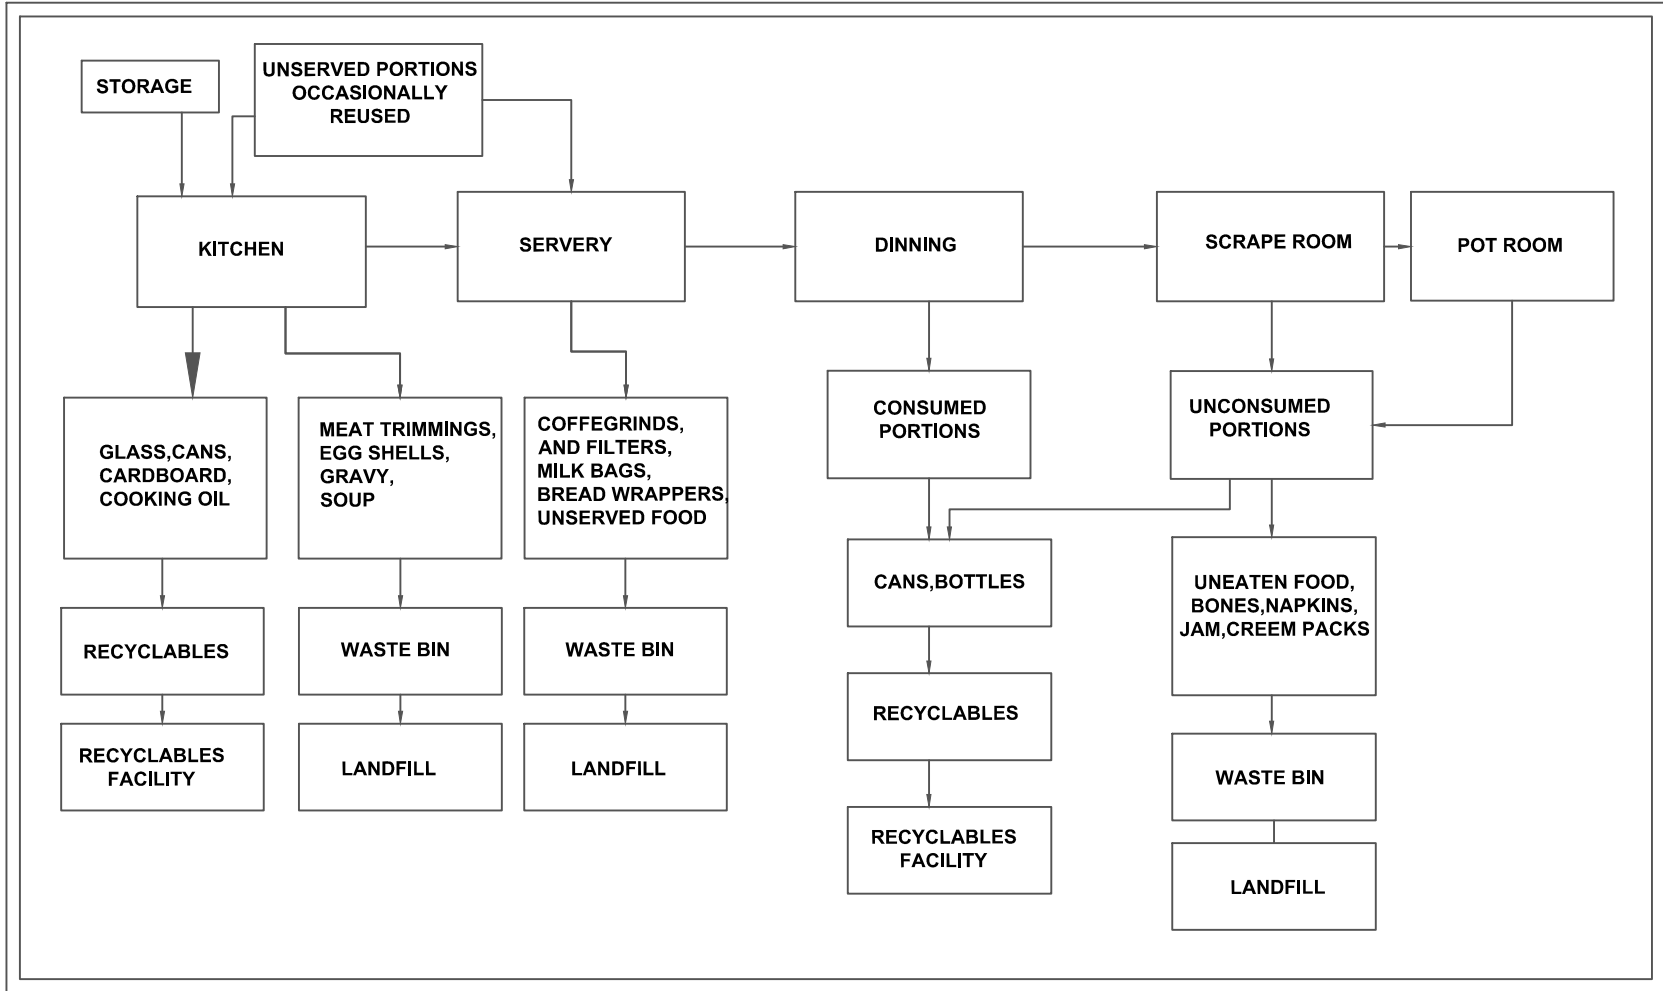 STORAGE
UNSERVED PORTIONS
OCCASIONALLY
REUSED
KITCHEN
SERVERY
DINNING
SCRAPE ROOM
POT ROOM
GLASS,CANS,
CARDBOARD,
COOKING OIL
MEAT TRIMMINGS,
EGG SHELLS,
GRAVY,
SOUP
COFFEGRINDS,
AND FILTERS,
MILK BAGS,
BREAD WRAPPERS,
UNSERVED FOOD
CONSUMED
PORTIONS
UNCONSUMED
PORTIONS
CANS,BOTTLES
UNEATEN FOOD,
BONES,NAPKINS,
JAM,CREEM PACKS
RECYCLABLES
WASTE BIN
WASTE BIN
RECYCLABLES
RECYCLABLES
FACILITY
LANDFILL
LANDFILL
WASTE BIN
RECYCLABLES
FACILITY
LANDFILL